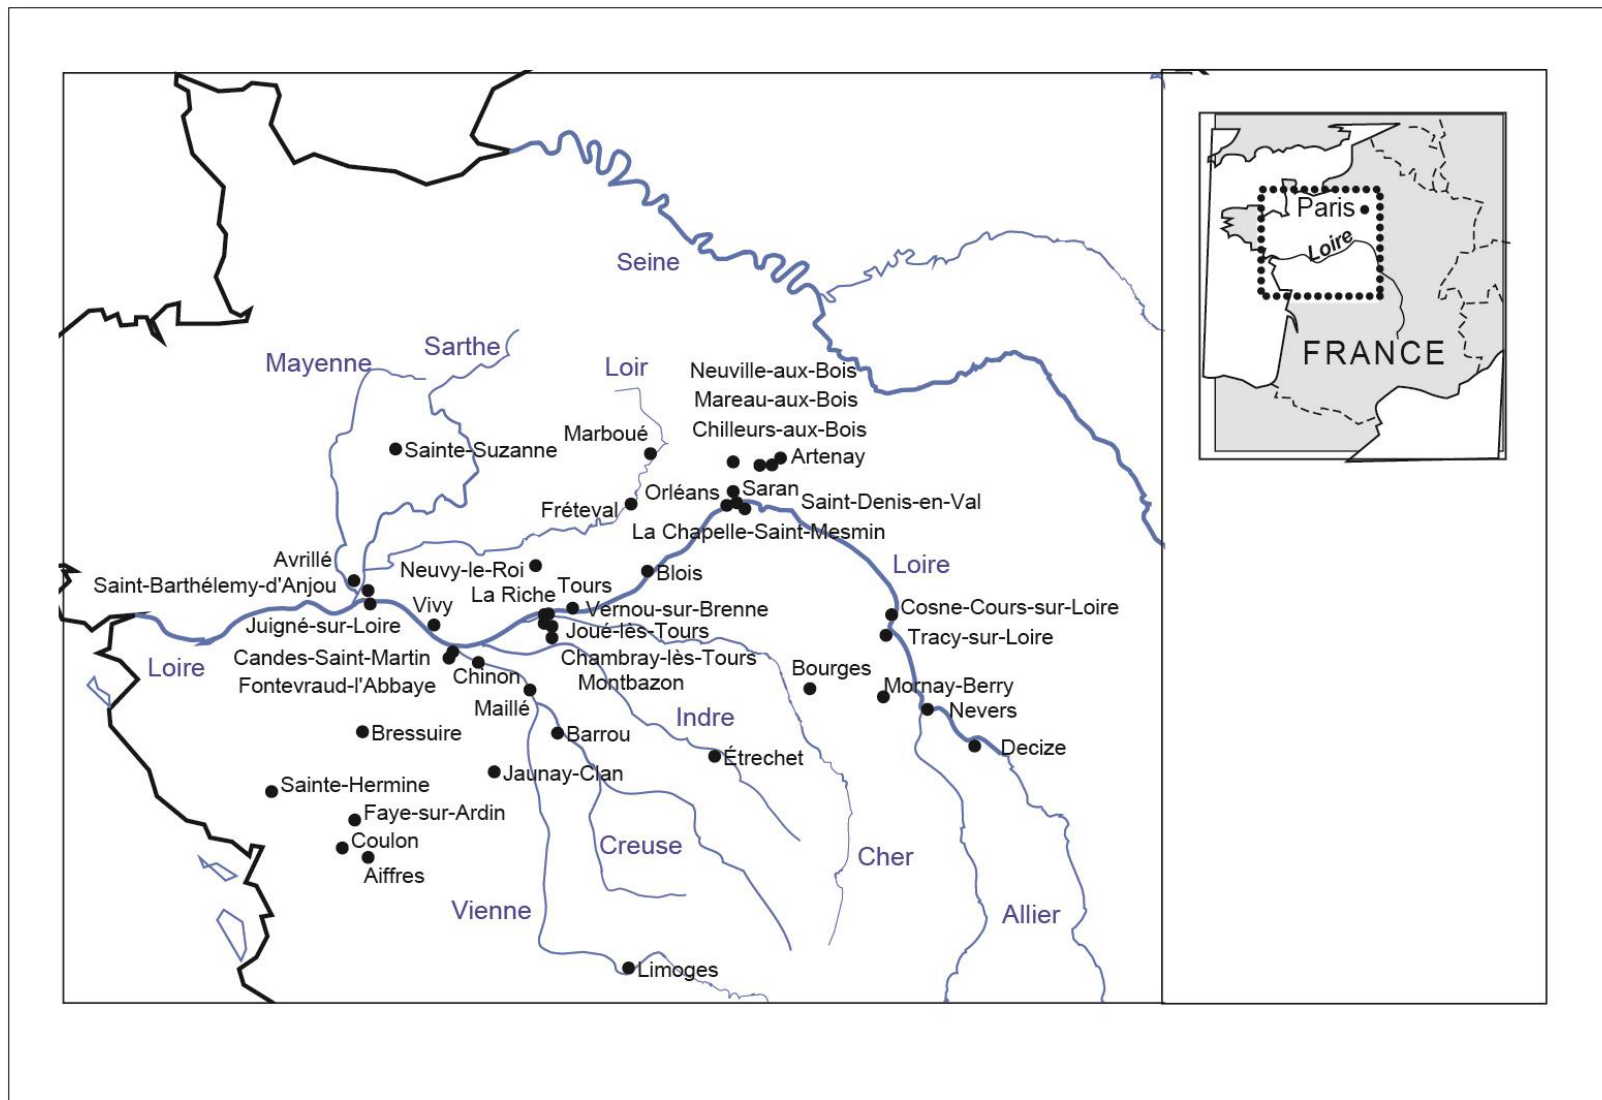 Seine
Mayenne
Sarthe
Loir
Neuville-aux-Bois
Mareau-aux-Bois
Chilleurs-aux-Bois
Marboué
Sainte-Suzanne
Artenay
Orléans
Saran
Saint-Denis-en-Val
Fréteval
La Chapelle-Saint-Mesmin
Avrillé
Neuvy-le-Roi
Blois
Loire
Saint-Barthélemy-d'Anjou
La Riche
Tours
Vivy
Vernou-sur-Brenne
Cosne-Cours-sur-Loire
Juigné-sur-Loire
Joué-lès-Tours
Tracy-sur-Loire
Loire
Candes-Saint-Martin
Chambray-lès-Tours
Bourges
Chinon
Fontevraud-l'Abbaye
Montbazon
Mornay-Berry
Maillé
Indre
Nevers
Bressuire
Barrou
Decize
Étrechet
Jaunay-Clan
Sainte-Hermine
Faye-sur-Ardin
Coulon
Creuse
Cher
Aiffres
Vienne
Allier
Limoges
Paris
Loire
FRANCE